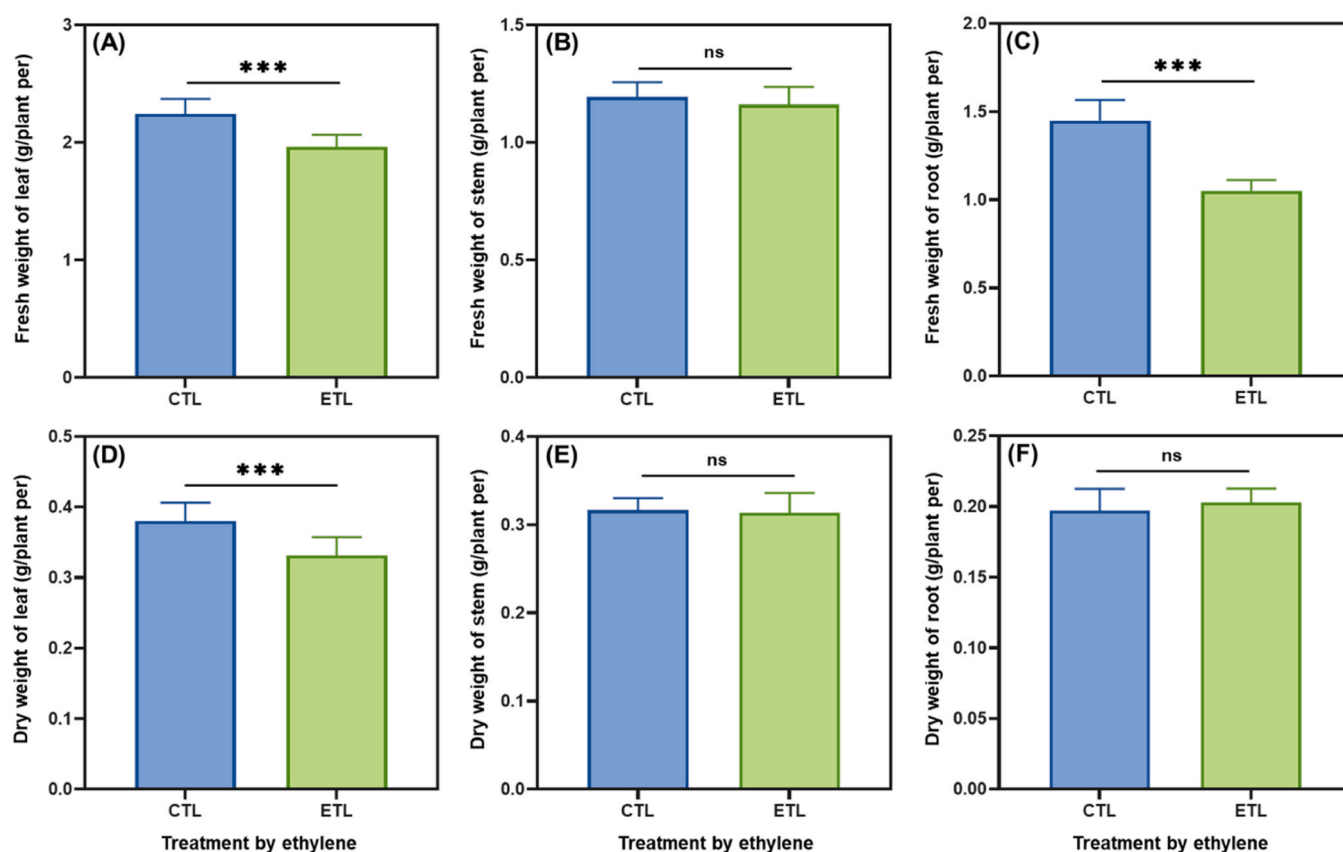 (A)
Fresh weight of leaf (g/plant per)
3
2
1
0
***
CTL
ETL
(B)
Fresh weight of stem (g/plant per)
1.5
1.0
0.5
0.0
ns
CTL
ETL
(C)
Fresh weight of root (g/plant per)
2.0
1.5
1.0
0.5
0.0
***
CTL
ETL
(D)
Dry weight of leaf (g/plant per)
0.5
0.4
0.3
0.2
0.1
0.0
***
CTL
ETL
Treatment by ethylene
(E)
Dry weight of stem (g/plant per)
0.4
0.3
0.2
0.1
0.0
ns
CTL
ETL
Treatment by ethylene
(F)
Dry weight of root (g/plant per)
0.25
0.20
0.15
0.10
0.05
0.00
ns
CTL
ETL
Treatment by ethylene